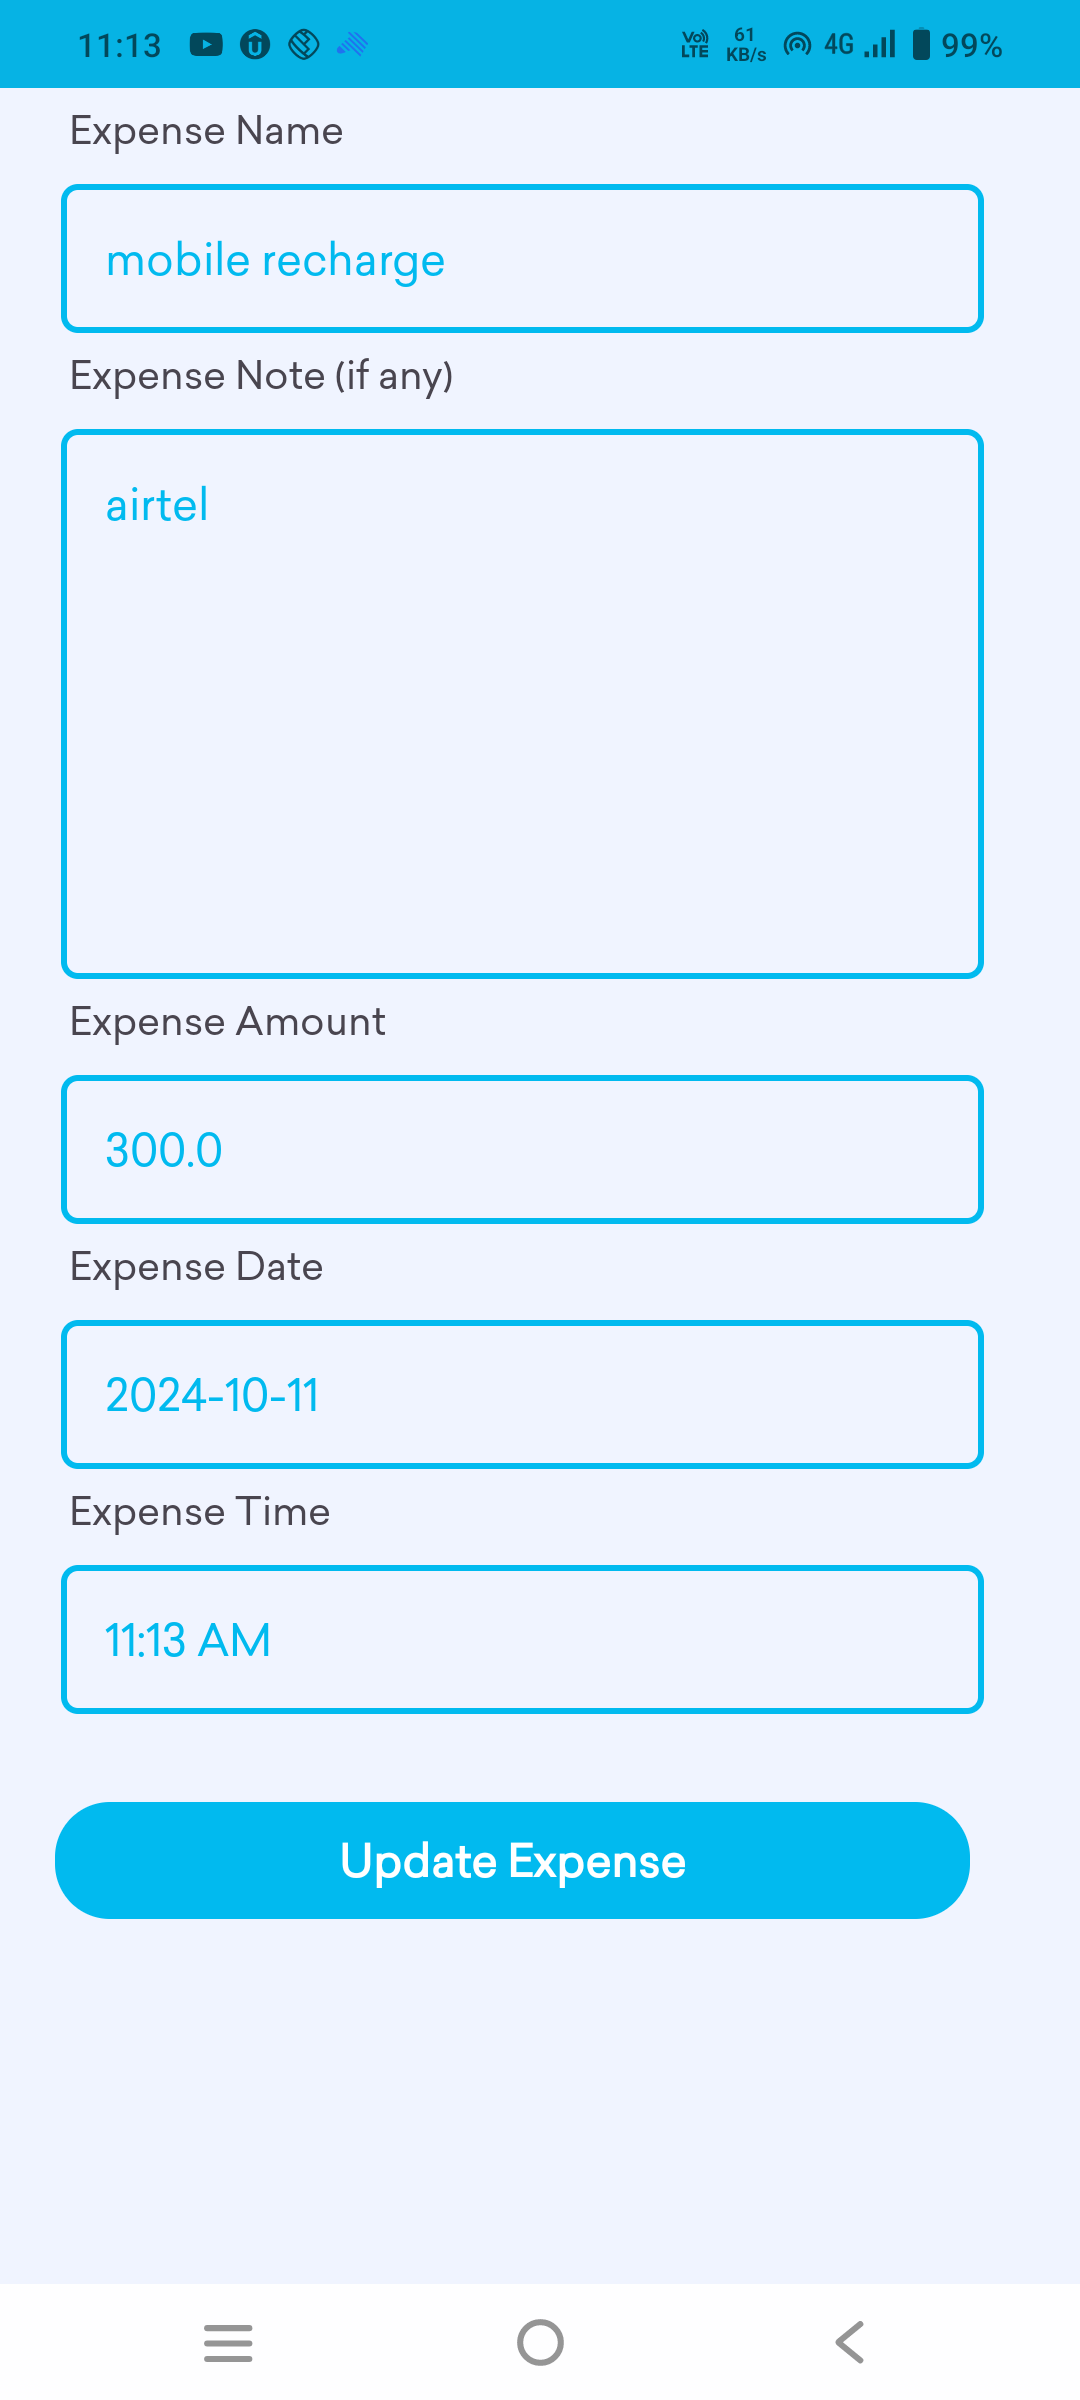 11:13
Vo) LTE 61 KB/s 4G 99%
Expense Name
mobile recharge
Expense Note (if any)
airtel
Expense Amount
300.0
Expense Date
2024-10-11
Expense Time
11:13 AM
Update Expense